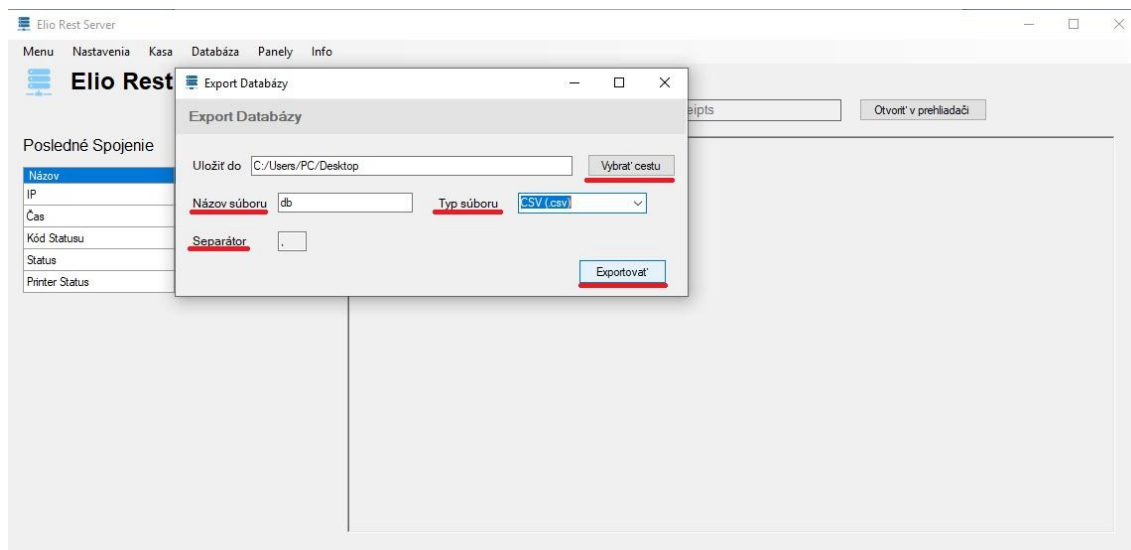 Elio Rest Server
Menu Nastavenia Kasa Databáza Panely Info
Elio Rest
Export Databázy
Export Databázy
eipts
Otvoriť v prehliadači
Posledné Spojenie
Názov
IP
Čas
Kód Statusu
Status
Printer Status
Uložiť do C:/Users/PC/Desktop Vybrať cestu
Názov súboru db Typ súboru CSV (.csv)
Separátor ,
Exportovať